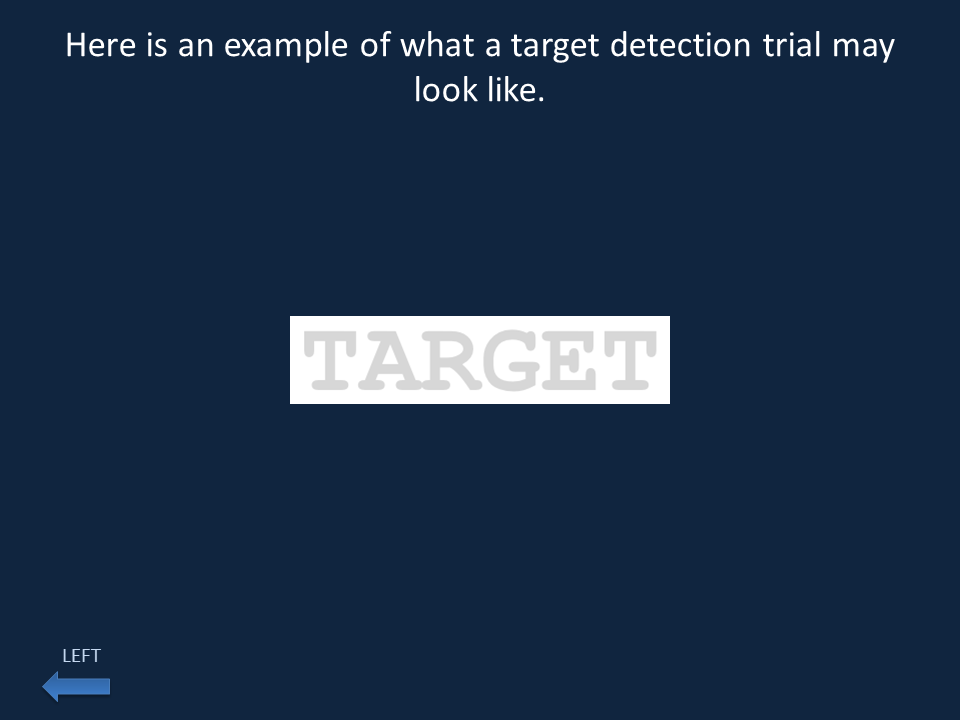 Here is an example of what a target detection trial may
look like.
TARGET
LEFT